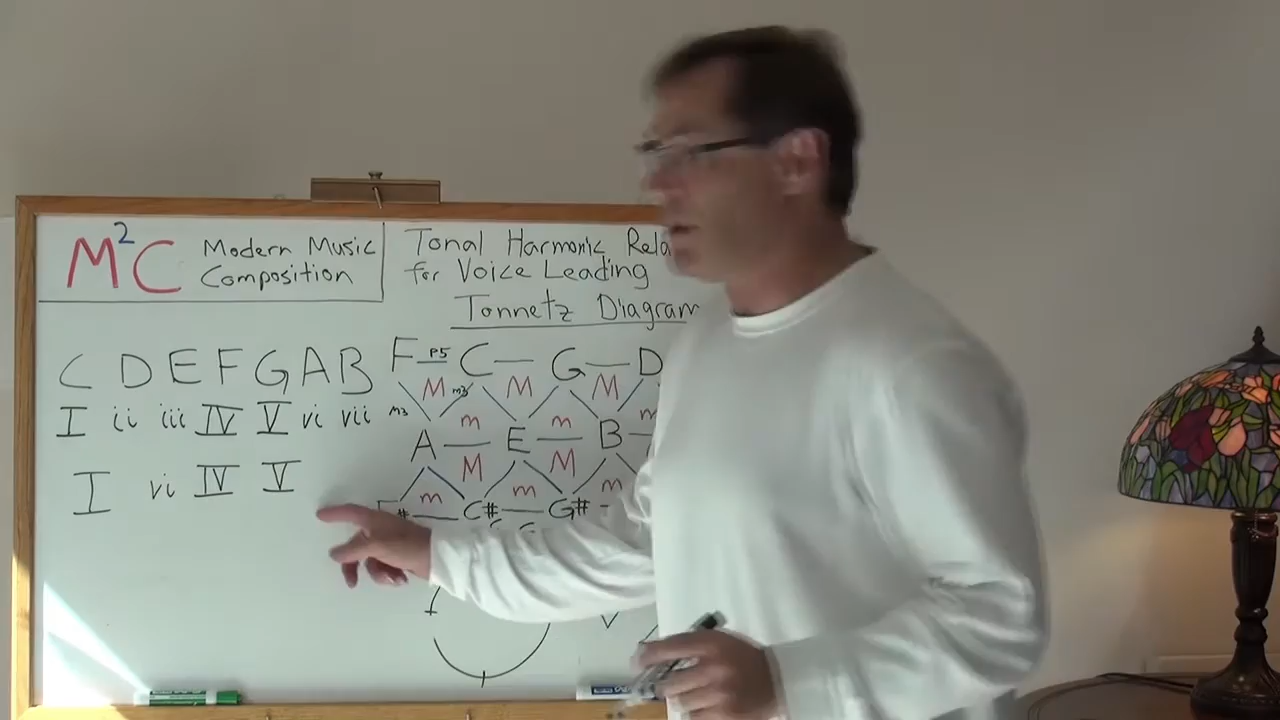 M²C Modern Music Composition
Tonal Harmonic
for Voice Leading
Tonnetz Diagram
C D E F G A B
I ii iii IV V vi vii
I vi IV V
F P5 C G D
M m3 M M
M3 m m m
A E B
M M
m m m
C# G#